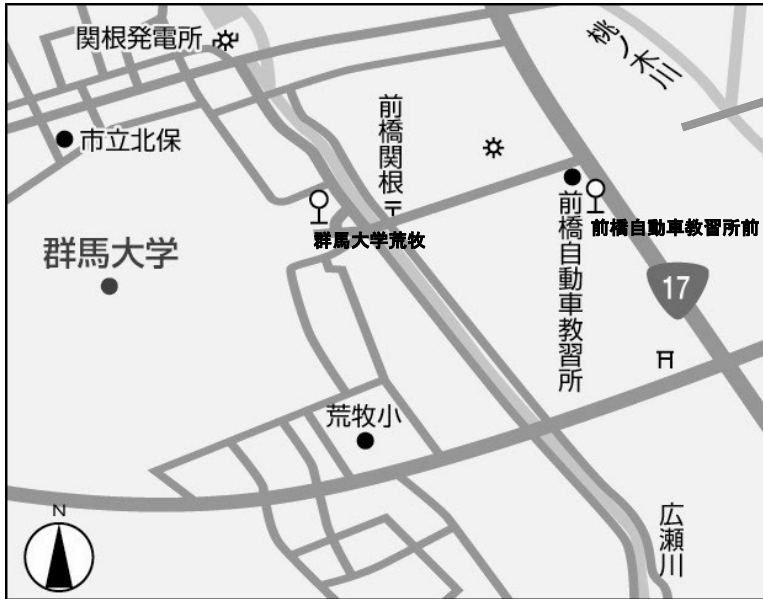 関根発電所
桃ノ木川
市立北保
前橋関根〒
群馬大学荒牧
前橋自動車教習所前
群馬大学
前橋自動車教習所
17
荒牧小
広瀬川
N